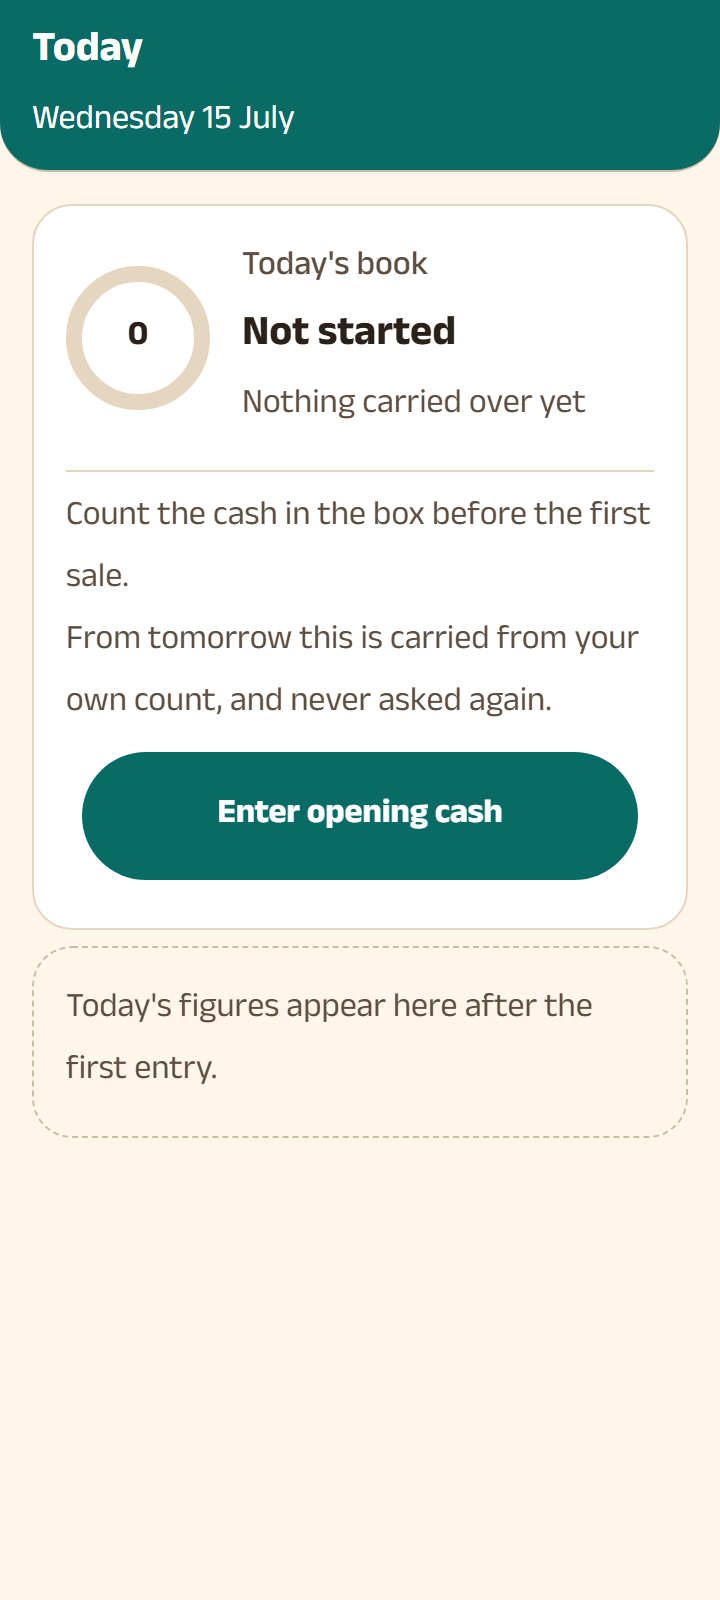 Today
Wednesday 15 July
Today's book
0
Not started
Nothing carried over yet
Count the cash in the box before the first
sale.
From tomorrow this is carried from your
own count, and never asked again.
Enter opening cash
Today's figures appear here after the
first entry.